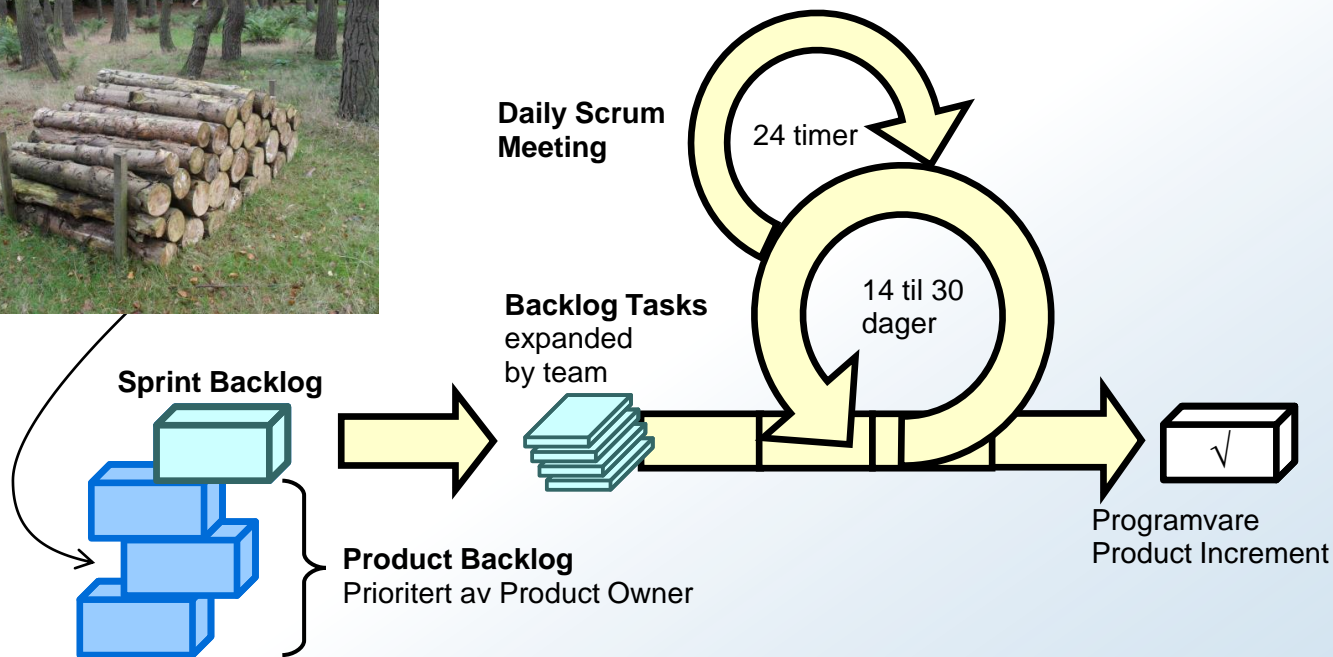 Daily Scrum
Meeting
24 timer
14 til 30
dager
Backlog Tasks
expanded
by team
Sprint Backlog
√
Programvare
Product Increment
Product Backlog
Prioritert av Product Owner